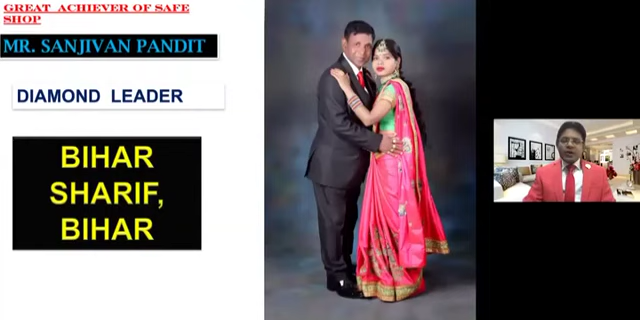 GREAT ACHIEVER OF SAFE
SHOP
MR. SANJIVAN PANDIT
DIAMOND LEADER
BIHAR
SHARIF,
BIHAR